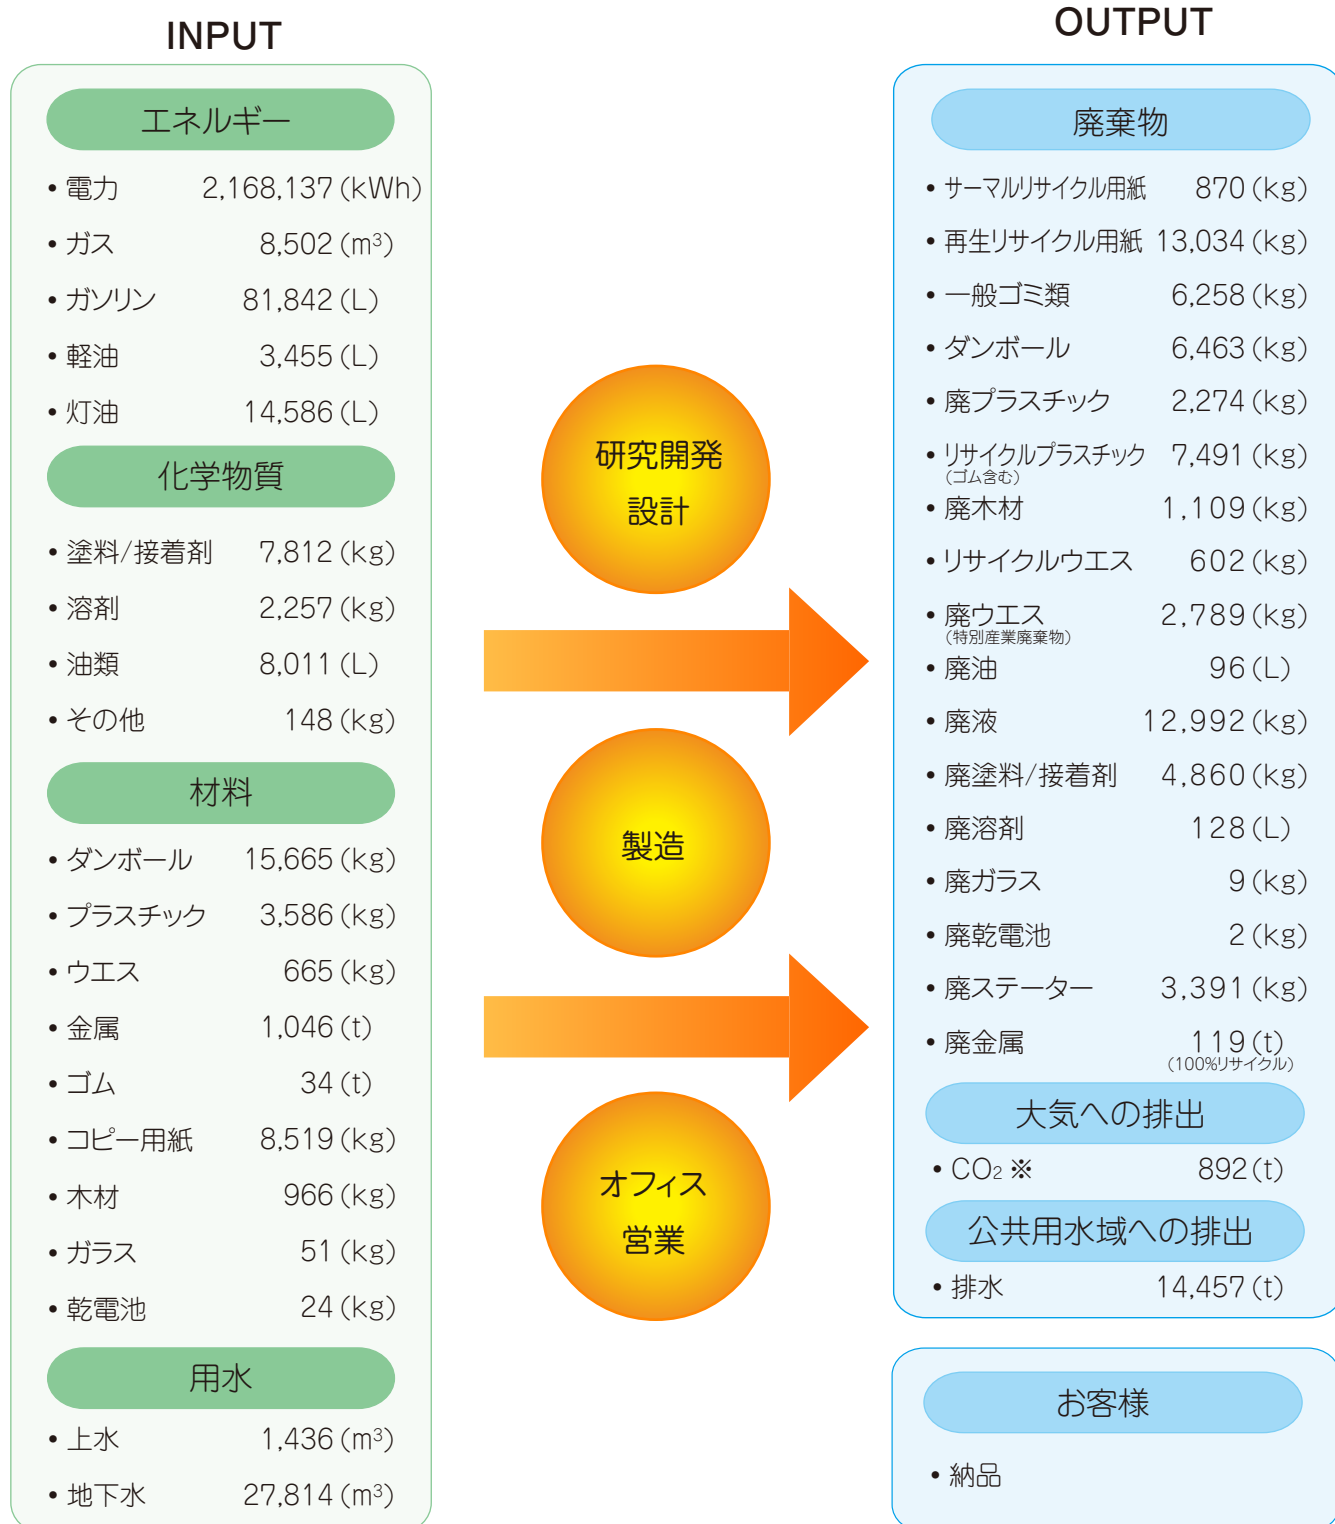 INPUT
エネルギー
• 電力 2,168,137 (kWh)
• ガス 8,502 (m³)
• ガソリン 81,842 (L)
• 軽油 3,455 (L)
• 灯油 14,586 (L)
化学物質
• 塗料/接着剤 7,812 (kg)
• 溶剤 2,257 (kg)
• 油類 8,011 (L)
• その他 148 (kg)
材料
• ダンボール 15,665 (kg)
• プラスチック 3,586 (kg)
• ウエス 665 (kg)
• 金属 1,046 (t)
• ゴム 34 (t)
• コピー用紙 8,519 (kg)
• 木材 966 (kg)
• ガラス 51 (kg)
• 乾電池 24 (kg)
用水
• 上水 1,436 (m³)
• 地下水 27,814 (m³)
研究開発
設計
製造
オフィス
営業
OUTPUT
廃棄物
• サーマルリサイクル用紙 870 (kg)
• 再生リサイクル用紙 13,034 (kg)
• 一般ゴミ類 6,258 (kg)
• ダンボール 6,463 (kg)
• 廃プラスチック 2,274 (kg)
• リサイクルプラスチック 7,491 (kg)
(ゴム含む)
• 廃木材 1,109 (kg)
• リサイクルウエス 602 (kg)
• 廃ウエス 2,789 (kg)
(特別産業廃棄物)
• 廃油 96 (L)
• 廃液 12,992 (kg)
• 廃塗料/接着剤 4,860 (kg)
• 廃溶剤 128 (L)
• 廃ガラス 9 (kg)
• 廃乾電池 2 (kg)
• 廃ステーター 3,391 (kg)
• 廃金属 119 (t)
(100%リサイクル)
大気への排出
• CO₂ ※ 892 (t)
公共用水域への排出
• 排水 14,457 (t)
お客様
• 納品